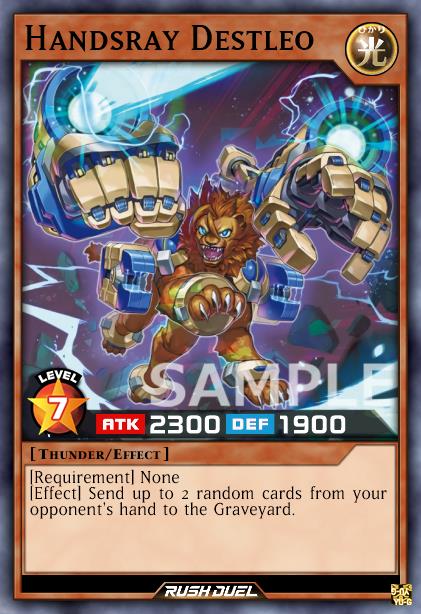 HANDSRAY DESTLEO
ひかり
光
SAMPLE
LEVEL
7
ATK 2300 DEF 1900
[THUNDER/EFFECT]
[Requirement] None
[Effect] Send up to 2 random cards from your
opponent's hand to the Graveyard.
RUSH DUEL